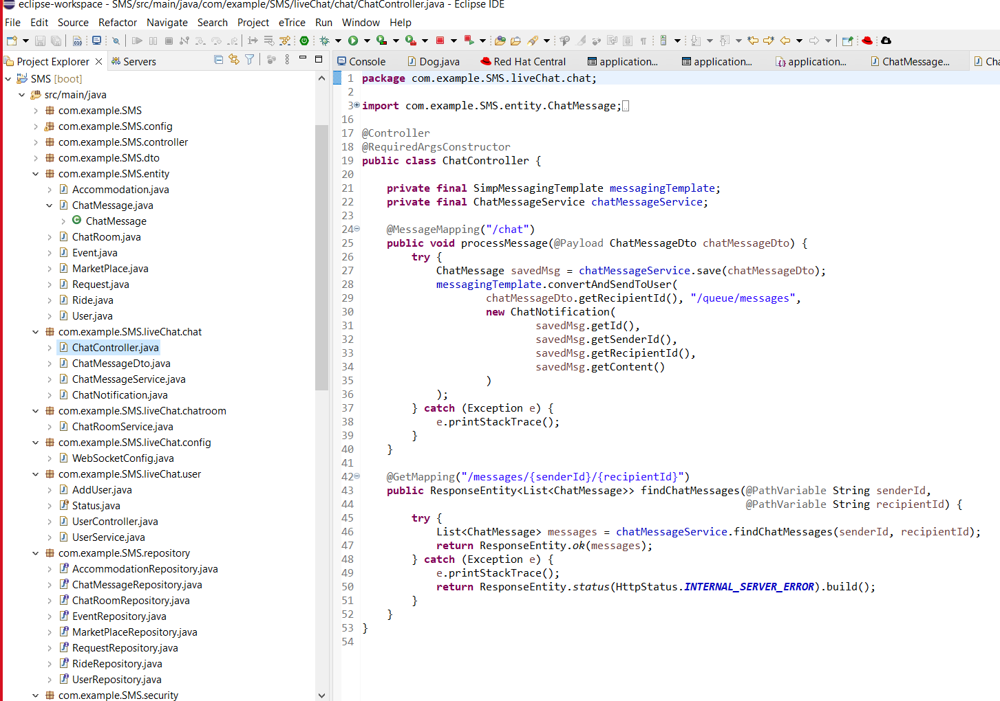 eclipse-workspace - SMS/src/main/java/com/example/SMS/liveChat/chat/ChatController.java - Eclipse IDE
File Edit Source Refactor Navigate Search Project eTrice Run Window Help
Project Explorer Servers
SMS [boot]
src/main/java
com.example.SMS
com.example.SMS.config
com.example.SMS.controller
com.example.SMS.dto
com.example.SMS.entity
Accommodation.java
ChatMessage.java
ChatMessage
ChatRoom.java
Event.java
MarketPlace.java
Request.java
Ride.java
User.java
com.example.SMS.liveChat.chat
ChatController.java
ChatMessageDto.java
ChatMessageService.java
ChatNotification.java
com.example.SMS.liveChat.chatroom
ChatRoomService.java
com.example.SMS.liveChat.config
WebSocketConfig.java
com.example.SMS.liveChat.user
AddUser.java
Status.java
UserController.java
UserService.java
com.example.SMS.repository
AccommodationRepository.java
ChatMessageRepository.java
ChatRoomRepository.java
EventRepository.java
MarketPlaceRepository.java
RequestRepository.java
RideRepository.java
UserRepository.java
com.example.SMS.security
Console Dog.java Red Hat Central application... application... application... ChatMessage... Cha
1 package com.example.SMS.liveChat.chat;
2
3 import com.example.SMS.entity.ChatMessage;
16
17 @Controller
18 @RequiredArgsConstructor
19 public class ChatController {
20
21     private final SimpMessagingTemplate messagingTemplate;
22     private final ChatMessageService chatMessageService;
23
24     @MessageMapping("/chat")
25     public void processMessage(@Payload ChatMessageDto chatMessageDto) {
26         try {
27             ChatMessage savedMsg = chatMessageService.save(chatMessageDto);
28             messagingTemplate.convertAndSendToUser(
29                     chatMessageDto.getRecipientId(), "/queue/messages",
30                     new ChatNotification(
31                             savedMsg.getId(),
32                             savedMsg.getSenderId(),
33                             savedMsg.getRecipientId(),
34                             savedMsg.getContent()
35                     )
36             );
37         } catch (Exception e) {
38             e.printStackTrace();
39         }
40     }
41
42     @GetMapping("/messages/{senderId}/{recipientId}")
43     public ResponseEntity<List<ChatMessage>> findChatMessages(@PathVariable String senderId,
44                                                               @PathVariable String recipientId) {
45         try {
46             List<ChatMessage> messages = chatMessageService.findChatMessages(senderId, recipientId);
47             return ResponseEntity.ok(messages);
48         } catch (Exception e) {
49             e.printStackTrace();
50             return ResponseEntity.status(HttpStatus.INTERNAL_SERVER_ERROR).build();
51         }
52     }
53 }
54